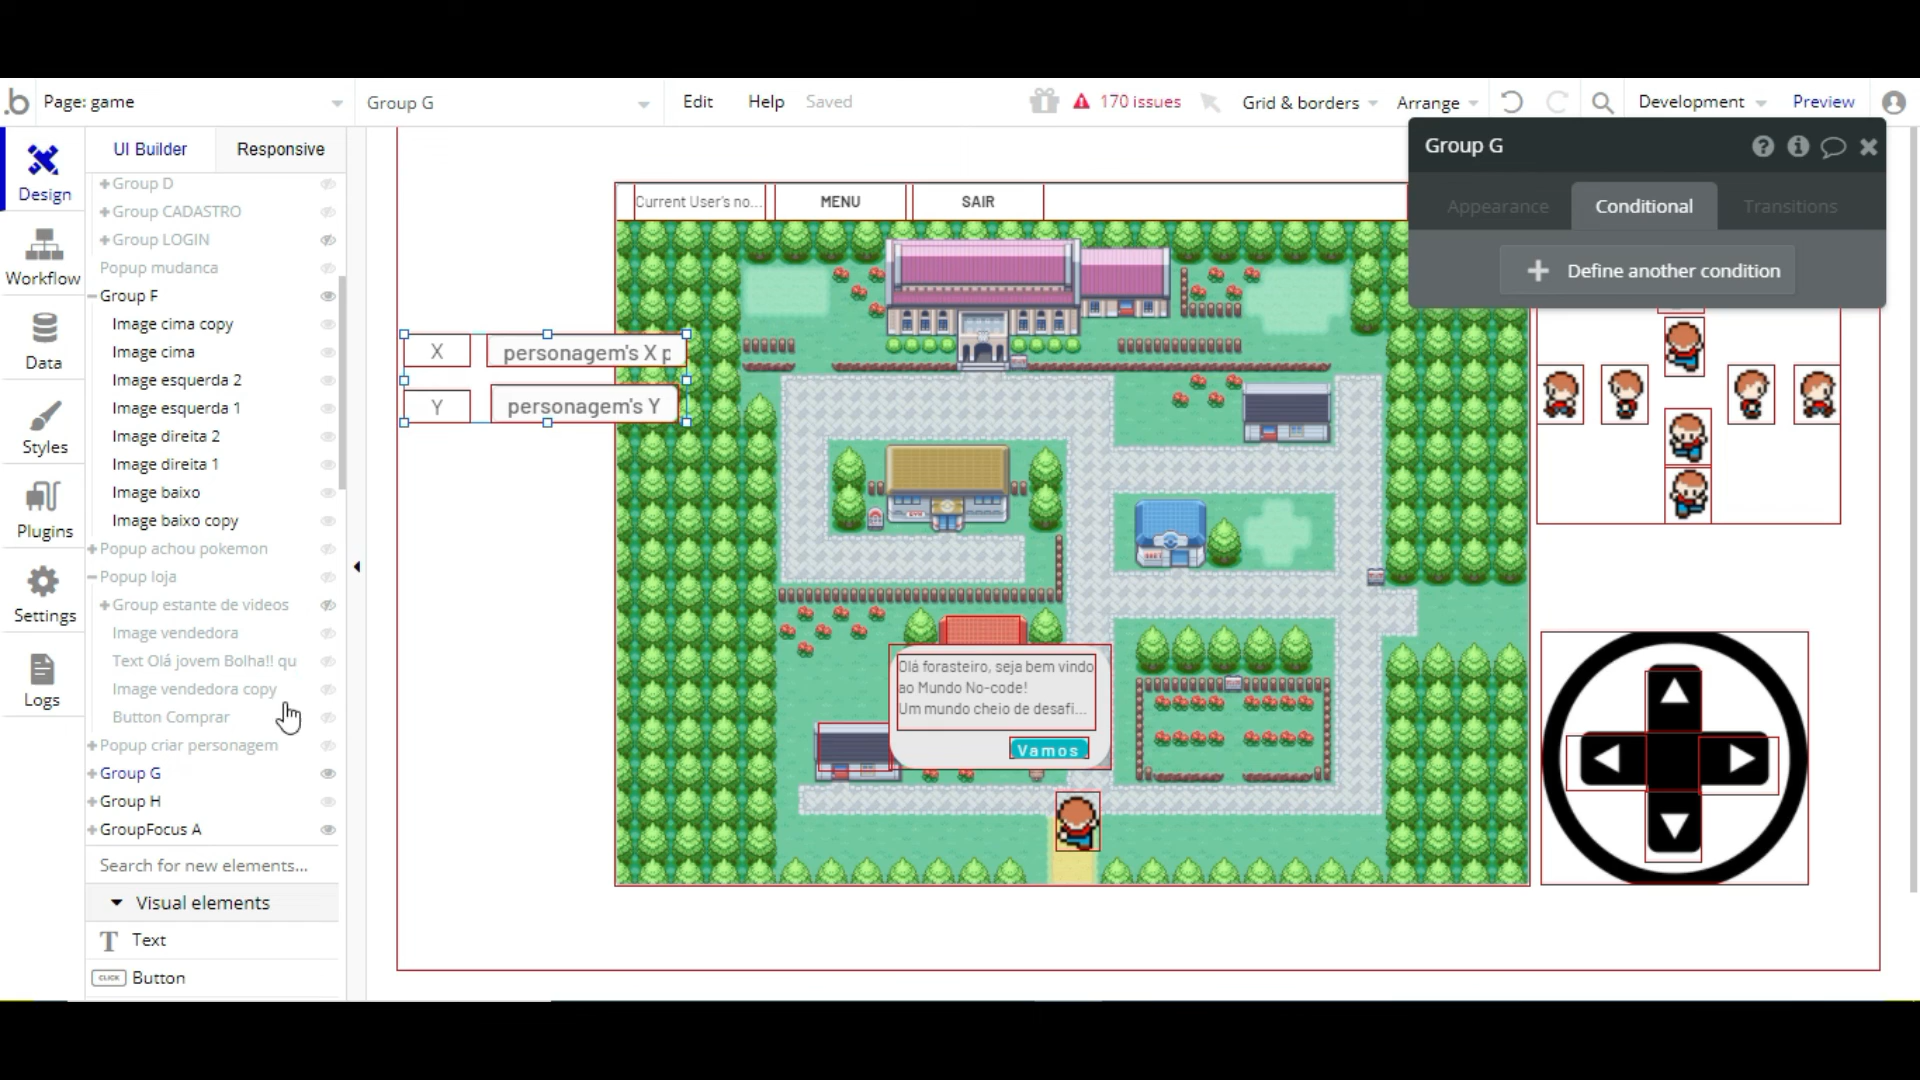 .b
Page: game
Group G
Edit
Help
Saved
170 issues
Grid & borders
Arrange
Development
Preview
Design
Workflow
Data
Styles
Plugins
Settings
Logs
UI Builder
Responsive
Group D
Group CADASTRO
Group LOGIN
Popup mudanca
Group F
Image cima copy
Image cima
Image esquerda 2
Image esquerda 1
Image direita 2
Image direita 1
Image baixo
Image baixo copy
Popup achou pokemon
Popup loja
Group estante de videos
Image vendedora
Text Olá jovem Bolha!! qu
Image vendedora copy
Button Comprar
Popup criar personagem
Group G
Group H
GroupFocus A
Search for new elements...
Visual elements
T Text
CLICK Button
Current User's no...
MENU
SAIR
X
personagem's X p
Y
personagem's Y
Olá forasteiro, seja bem vindo
ao Mundo No-code!
Um mundo cheio de desafi...
Vamos
Group G
Appearance
Conditional
Transitions
Define another condition